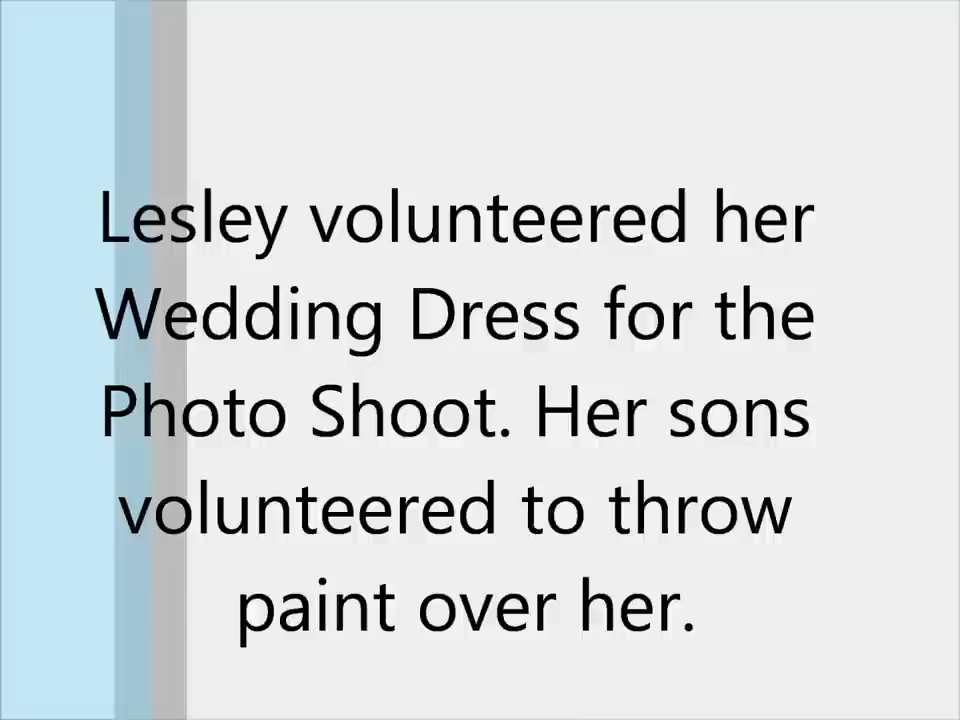 Lesley volunteered her
Wedding Dress for the
Photo Shoot. Her sons
volunteered to throw
paint over her.